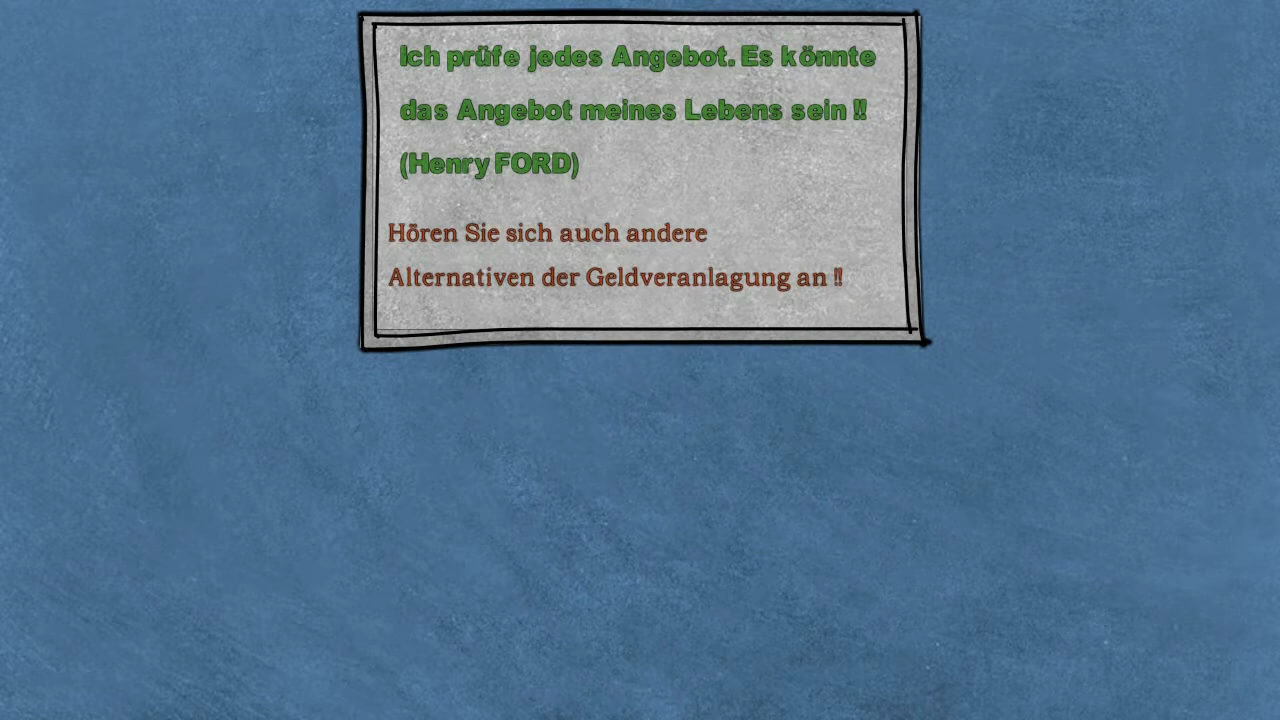 Ich prüfe jedes Angebot. Es könnte
das Angebot meines Lebens sein !!
(Henry FORD)
Hören Sie sich auch andere
Alternativen der Geldveranlagung an !!